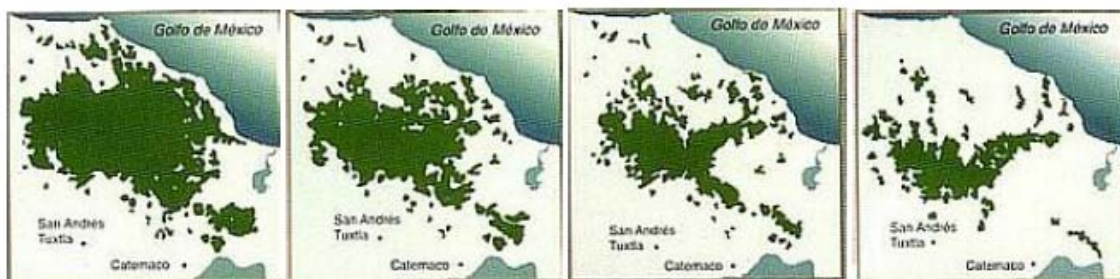 Golfo de México
San Andrés
Tuxtla
Catemaco
Golfo de México
San Andrés
Tuxtla
Catemaco
Golfo de México
San Andrés
Tuxtla
Catemaco
Golfo de México
San Andrés
Tuxtla
Catemaco